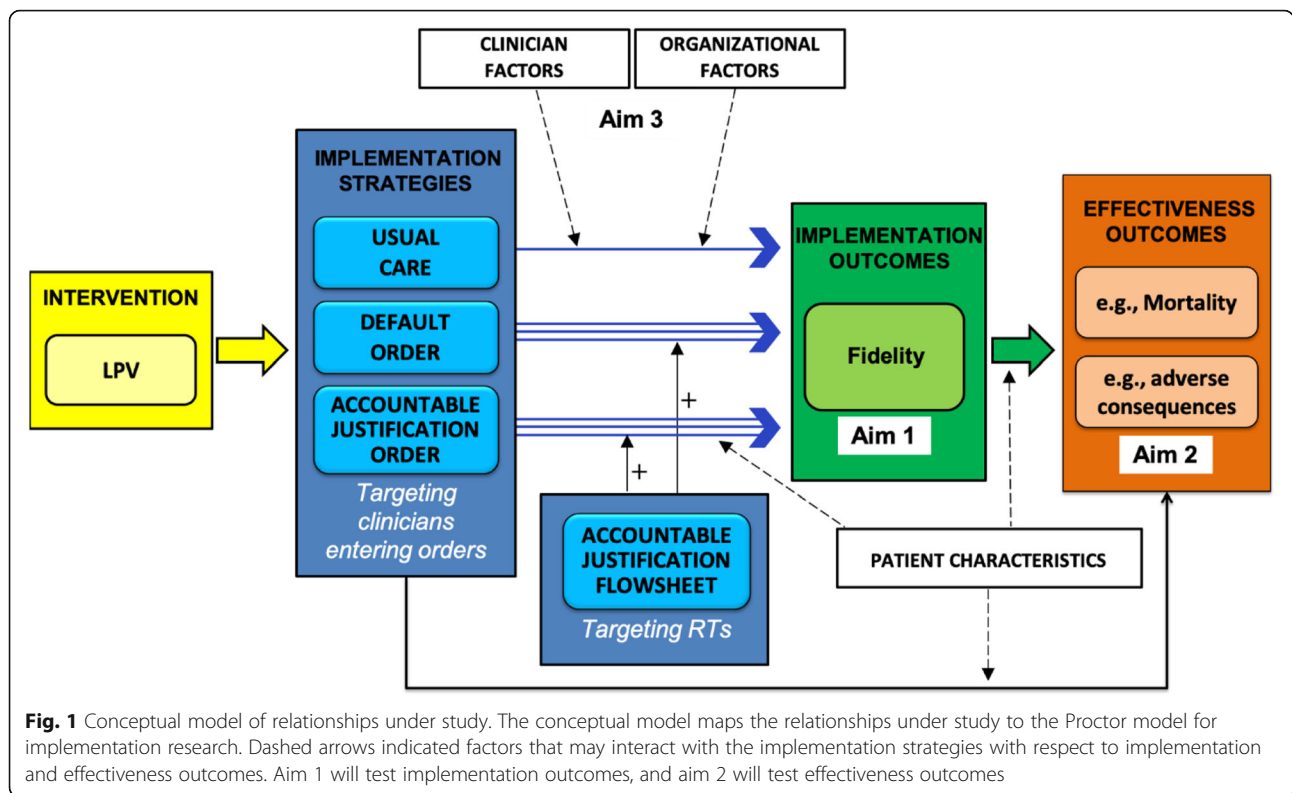 CLINICIAN
FACTORS
ORGANIZATIONAL
FACTORS
Aim 3
IMPLEMENTATION
STRATEGIES
USUAL
CARE
DEFAULT
ORDER
ACCOUNTABLE
JUSTIFICATION
ORDER
Targeting
clinicians
entering orders
INTERVENTION
LPV
+
+
ACCOUNTABLE
JUSTIFICATION
FLOWSHEET
Targeting RTs
IMPLEMENTATION
OUTCOMES
Fidelity
Aim 1
EFFECTIVENESS
OUTCOMES
e.g., Mortality
e.g., adverse
consequences
Aim 2
PATIENT CHARACTERISTICS
Fig. 1 Conceptual model of relationships under study. The conceptual model maps the relationships under study to the Proctor model for
implementation research. Dashed arrows indicated factors that may interact with the implementation strategies with respect to implementation
and effectiveness outcomes. Aim 1 will test implementation outcomes, and aim 2 will test effectiveness outcomes